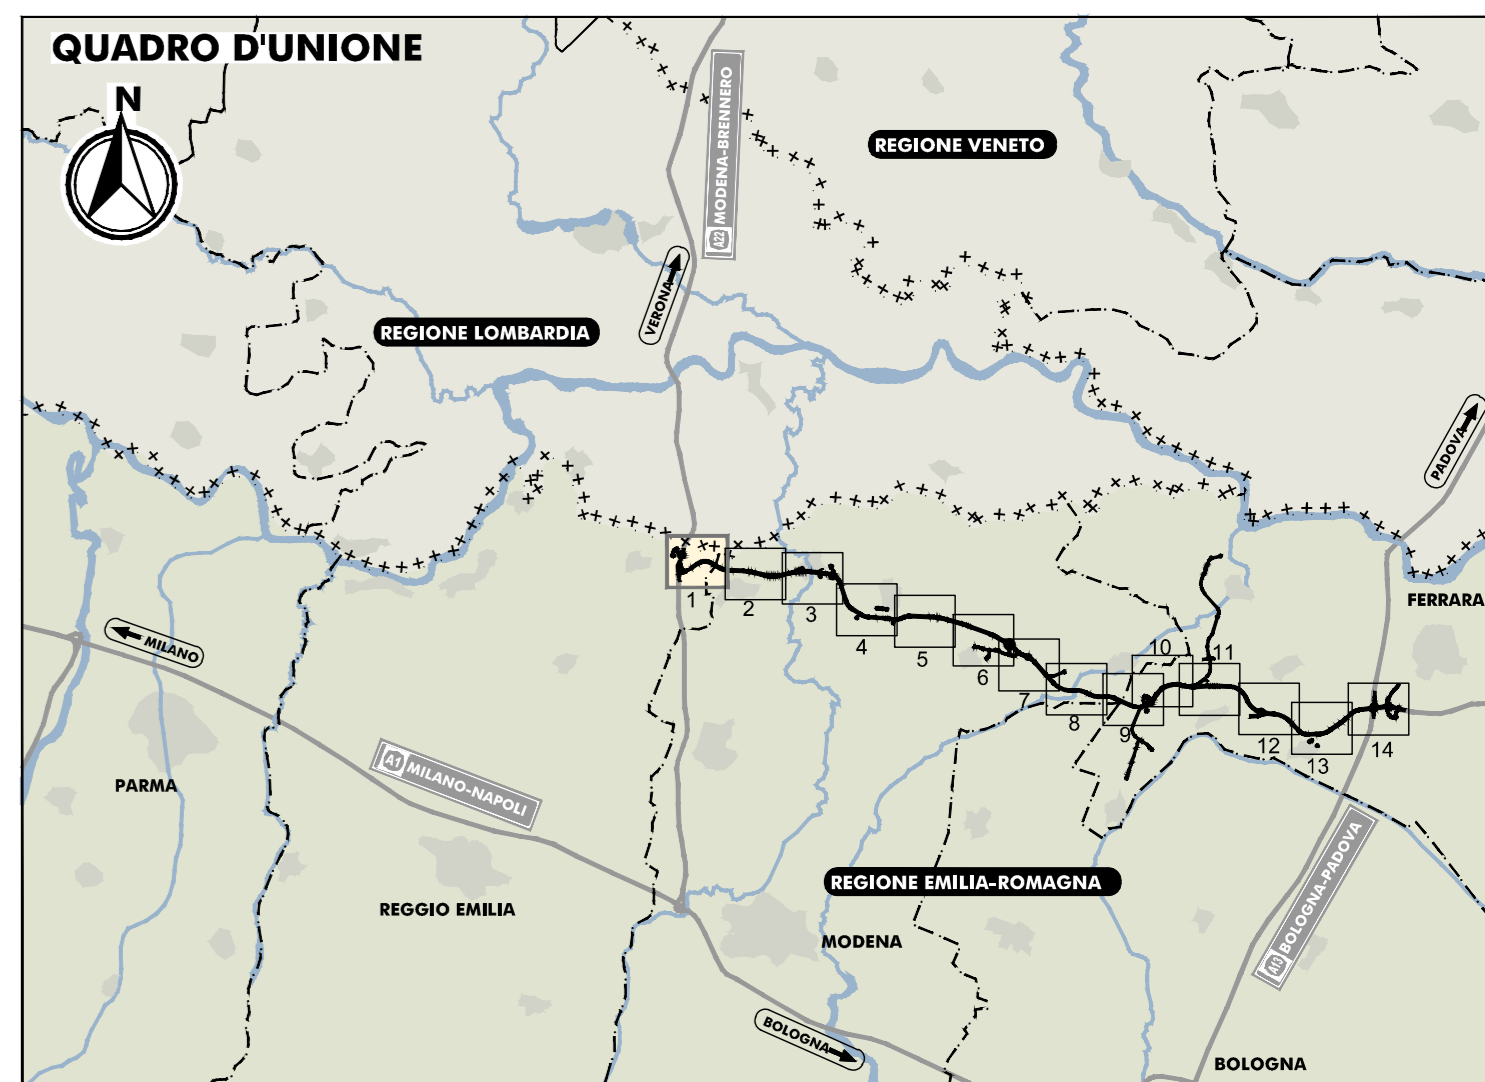 QUADRO D'UNIONE
N
A22 MODENA-BRENNERO
REGIONE VENETO
VERONA
REGIONE LOMBARDIA
PADOVA
FERRARA
1
2
3
4
5
6
7
8
9
10
11
12
13
14
MILANO
PARMA
A1 MILANO-NAPOLI
REGIONE EMILIA-ROMAGNA
A13 BOLOGNA-PADOVA
REGGIO EMILIA
MODENA
BOLOGNA
BOLOGNA